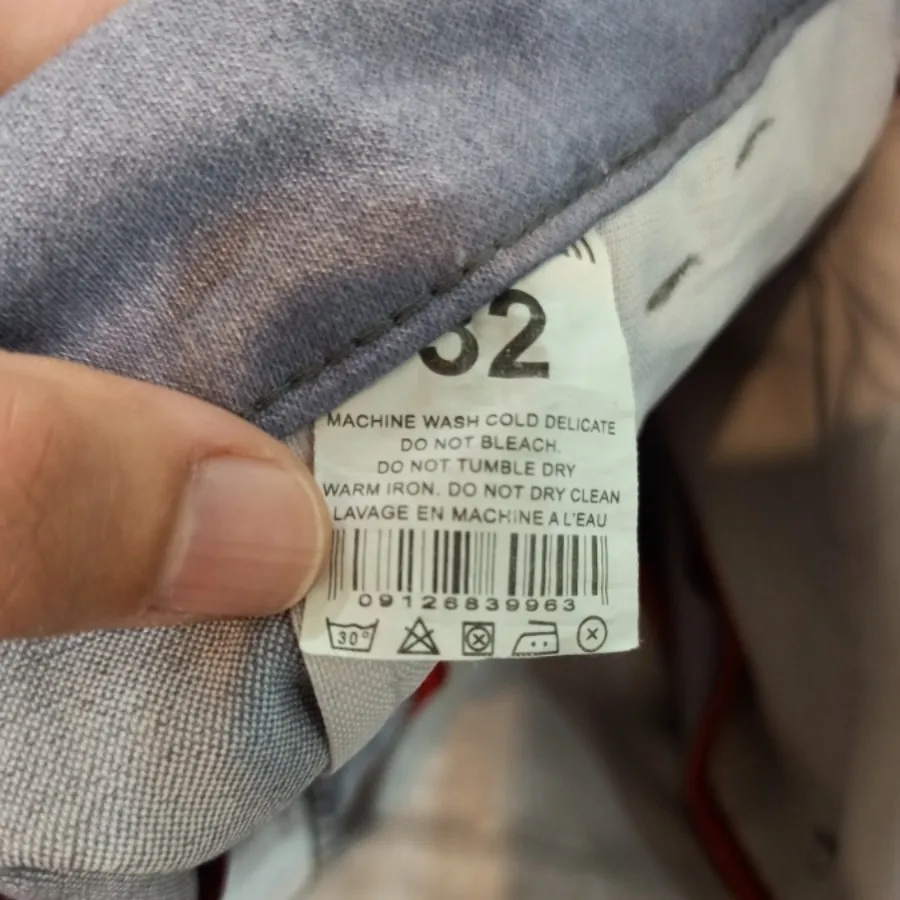 32
MACHINE WASH COLD DELICATE
DO NOT BLEACH.
DO NOT TUMBLE DRY
WARM IRON. DO NOT DRY CLEAN
LAVAGE EN MACHINE A L'EAU
09126839963
30°